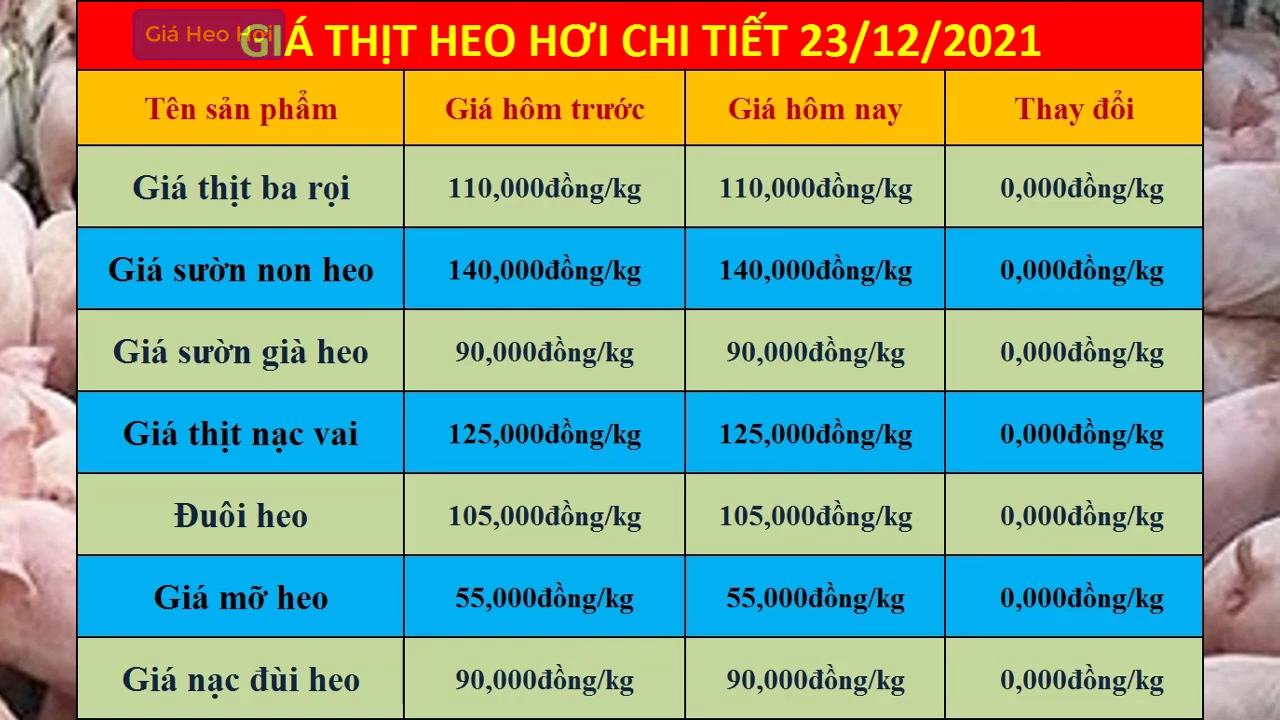 Giá Heo Hơi
GIÁ THỊT HEO HƠI CHI TIẾT 23/12/2021
Tên sản phẩm Giá hôm trước Giá hôm nay Thay đổi
Giá thịt ba rọi 110,000đồng/kg 110,000đồng/kg 0,000đồng/kg
Giá sườn non heo 140,000đồng/kg 140,000đồng/kg 0,000đồng/kg
Giá sườn già heo 90,000đồng/kg 90,000đồng/kg 0,000đồng/kg
Giá thịt nạc vai 125,000đồng/kg 125,000đồng/kg 0,000đồng/kg
Đuôi heo 105,000đồng/kg 105,000đồng/kg 0,000đồng/kg
Giá mỡ heo 55,000đồng/kg 55,000đồng/kg 0,000đồng/kg
Giá nạc đùi heo 90,000đồng/kg 90,000đồng/kg 0,000đồng/kg